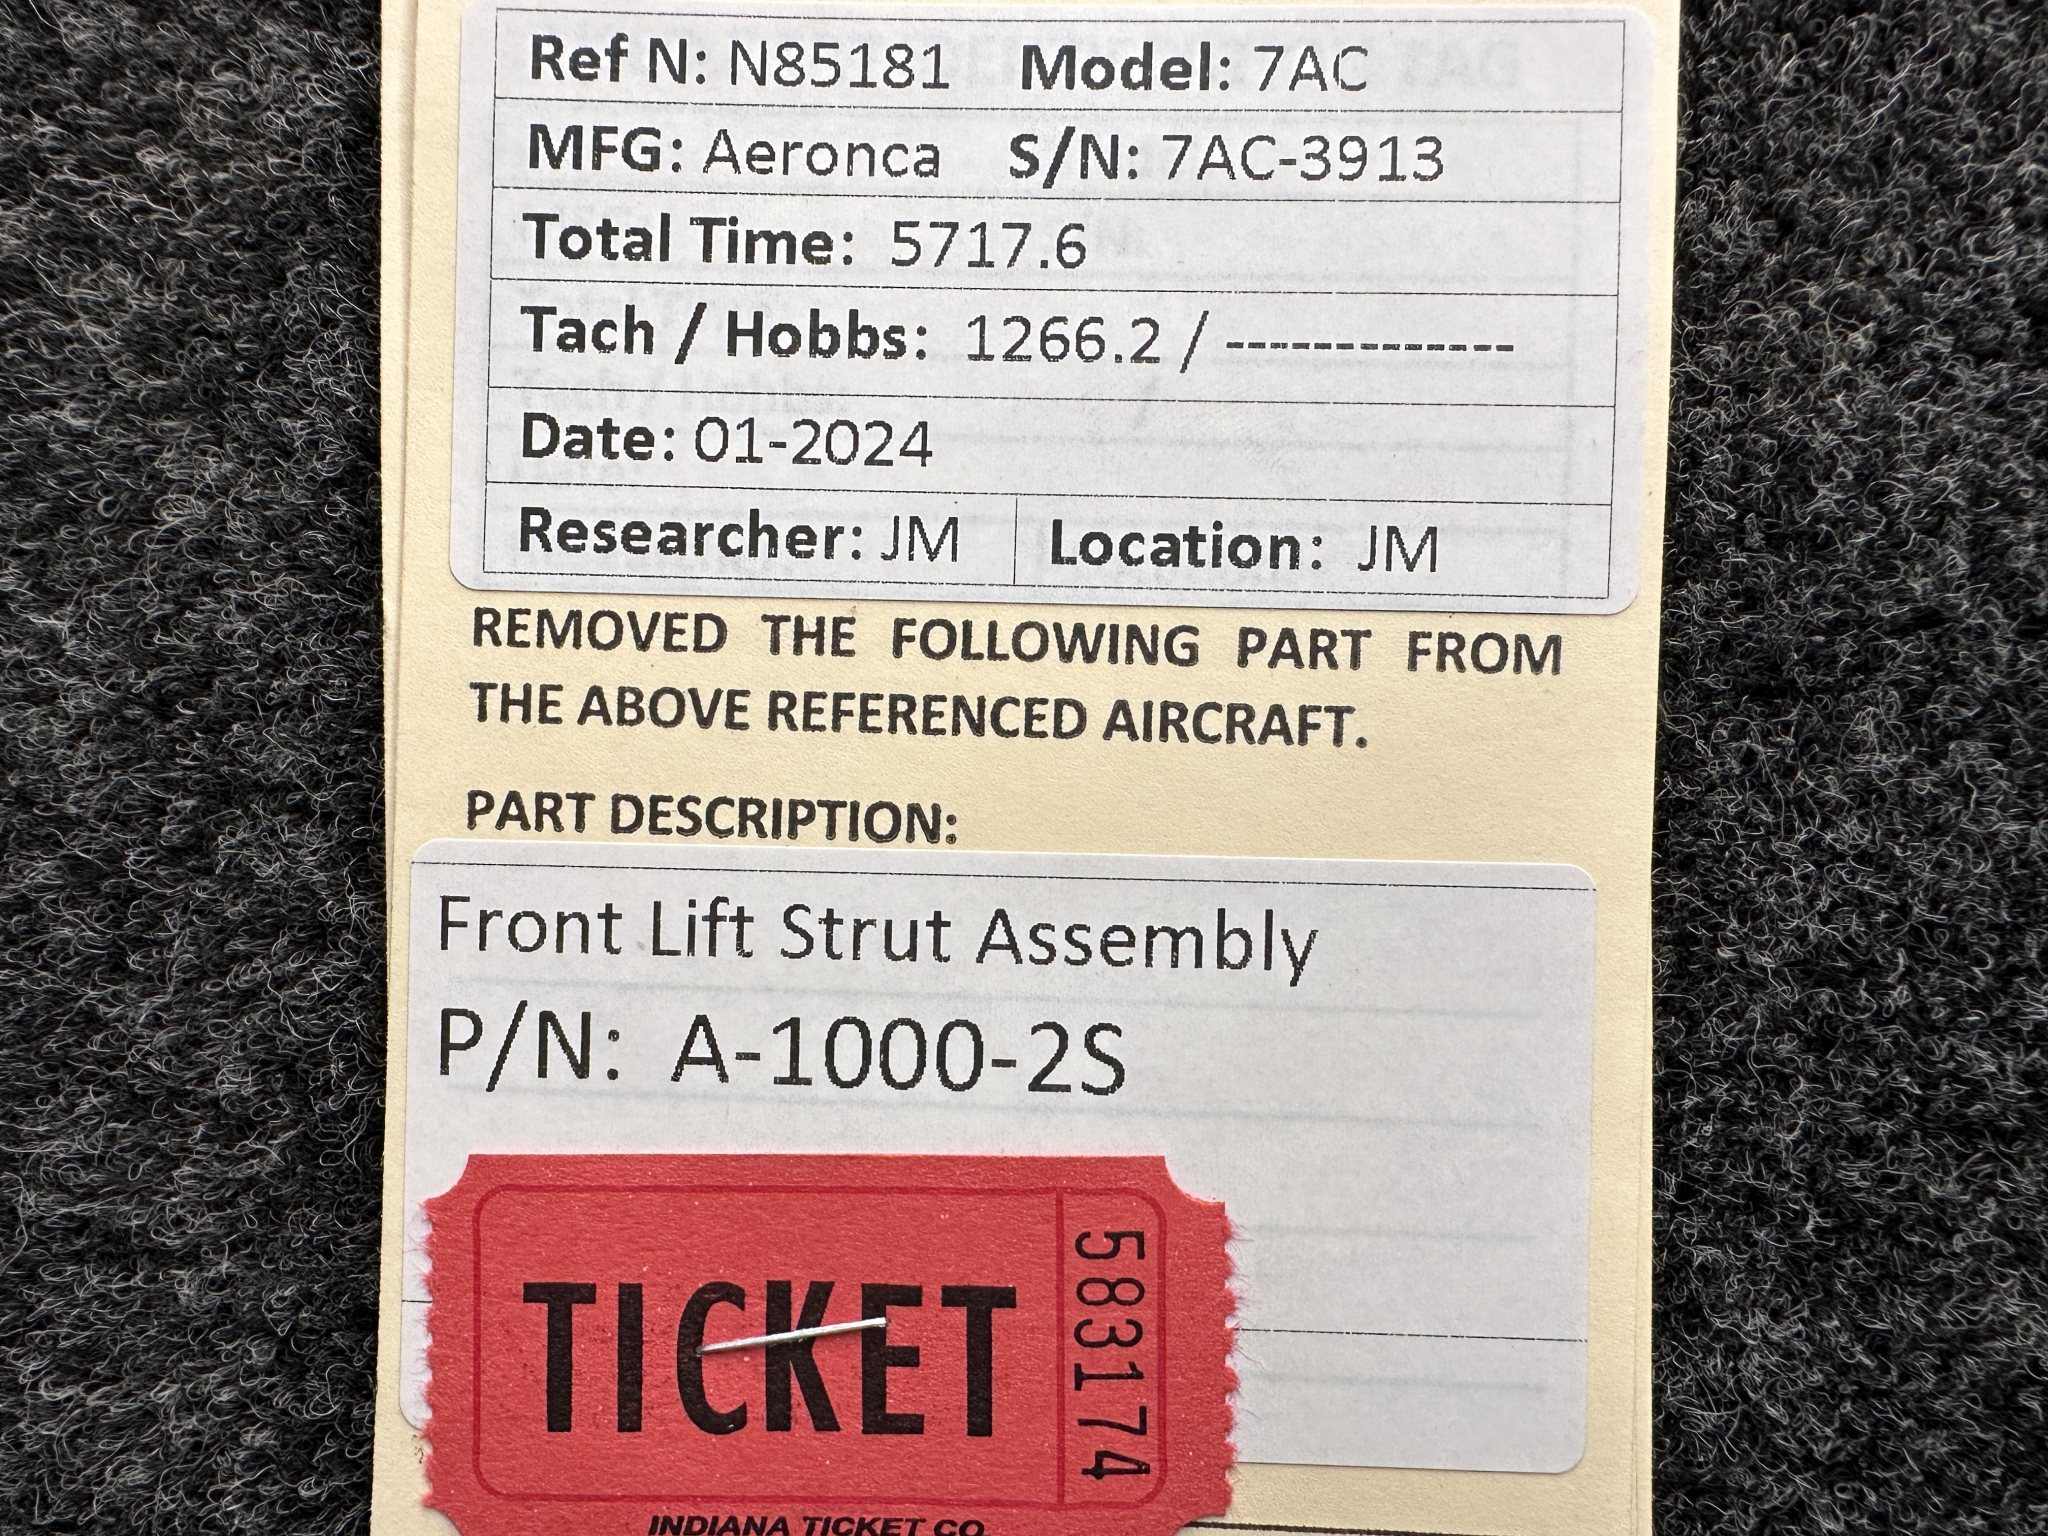 Ref N: N85181 Model: 7AC
MFG: Aeronca S/N: 7AC-3913
Total Time: 5717.6
Tach / Hobbs: 1266.2 / -------------
Date: 01-2024
Researcher: JM Location: JM
REMOVED THE FOLLOWING PART FROM
THE ABOVE REFERENCED AIRCRAFT.
PART DESCRIPTION:
Front Lift Strut Assembly
P/N: A-1000-2S
TICKET
583174
INDIANA TICKET CO.